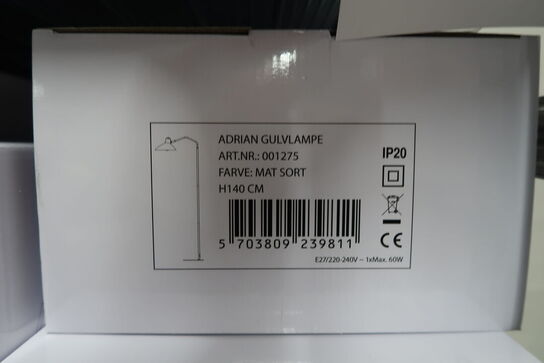 ADRIAN GULVLAMPE
ART.NR.: 001275
FARVE: MAT SORT
H140 CM
IP20
5 703809 239811
CE
E27/220-240V – 1xMax. 60W